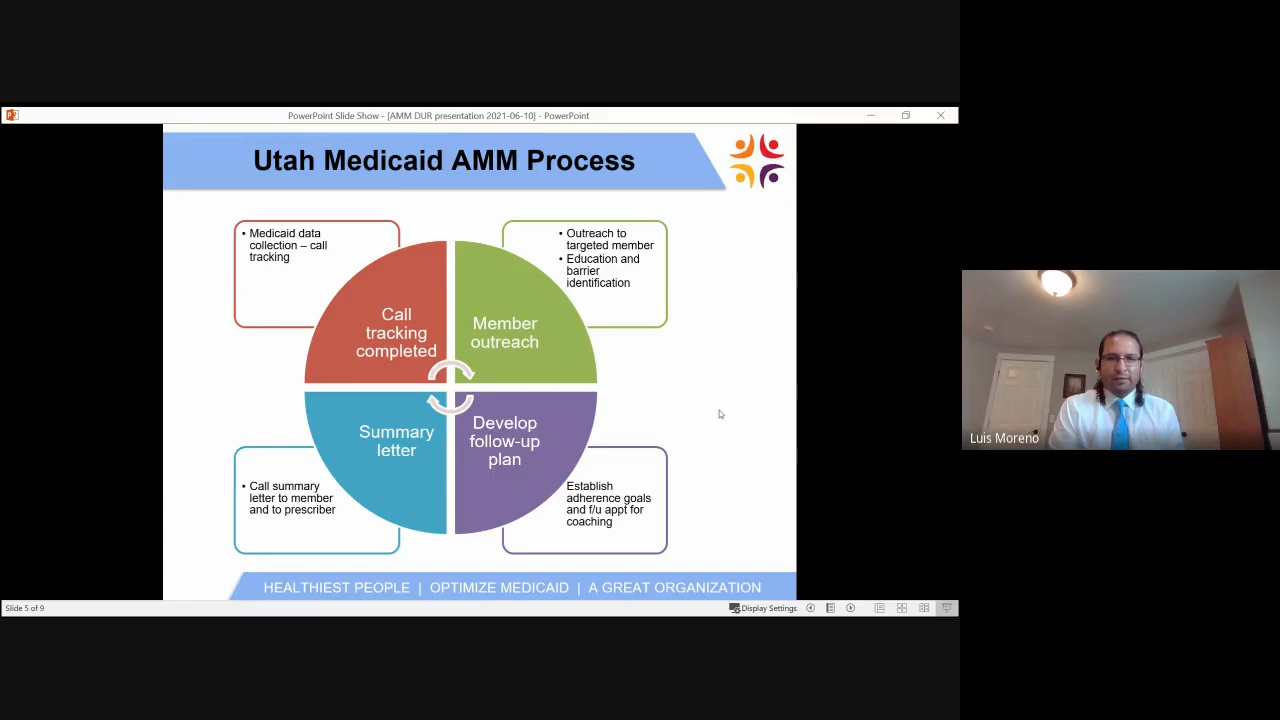 PowerPoint Slide Show - [AMM DUR presentation 2021-06-10] - PowerPoint
Utah Medicaid AMM Process
• Medicaid data
collection – call
tracking
• Outreach to
targeted member
• Education and
barrier
identification
Call
tracking
completed
Member
outreach
Summary
letter
Develop
follow-up
plan
• Call summary
letter to member
and to prescriber
Establish
adherence goals
and f/u appt for
coaching
HEALTHIEST PEOPLE | OPTIMIZE MEDICAID | A GREAT ORGANIZATION
Slide 5 of 9
Display Settings
Luis Moreno